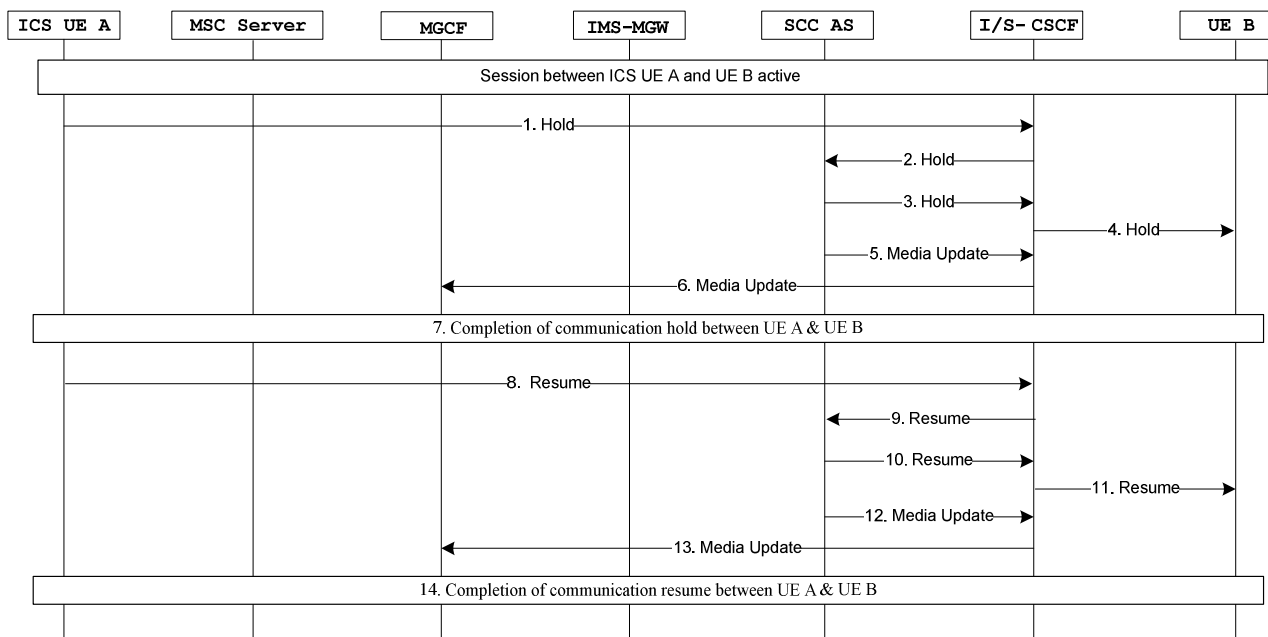 ICS UE A
MSC Server
MGCF
IMS-MGW
SCC AS
I/S- CSCF
UE B
Session between ICS UE A and UE B active
1. Hold
2. Hold
3. Hold
4. Hold
5. Media Update
6. Media Update
7. Completion of communication hold between UE A & UE B
8. Resume
9. Resume
10. Resume
11. Resume
12. Media Update
13. Media Update
14. Completion of communication resume between UE A & UE B